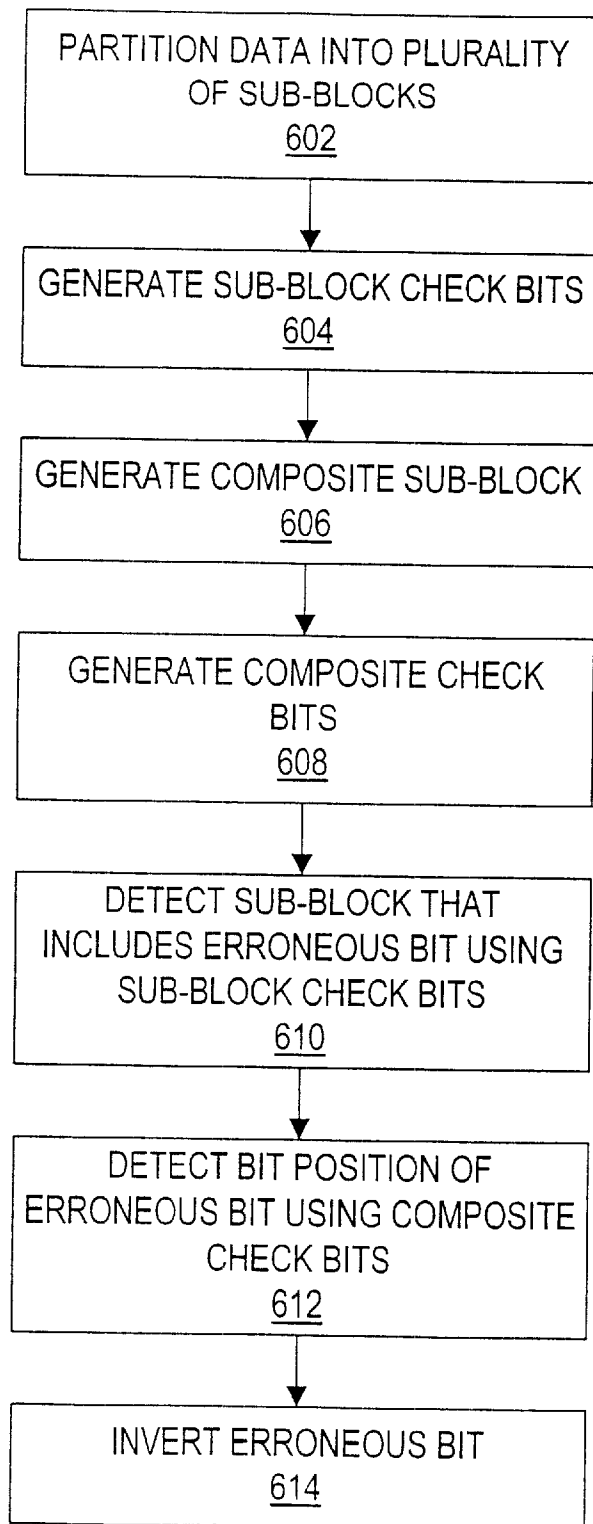 PARTITION DATA INTO PLURALITY
OF SUB-BLOCKS
602
GENERATE SUB-BLOCK CHECK BITS
604
GENERATE COMPOSITE SUB-BLOCK
606
GENERATE COMPOSITE CHECK
BITS
608
DETECT SUB-BLOCK THAT
INCLUDES ERRONEOUS BIT USING
SUB-BLOCK CHECK BITS
610
DETECT BIT POSITION OF
ERRONEOUS BIT USING COMPOSITE
CHECK BITS
612
INVERT ERRONEOUS BIT
614